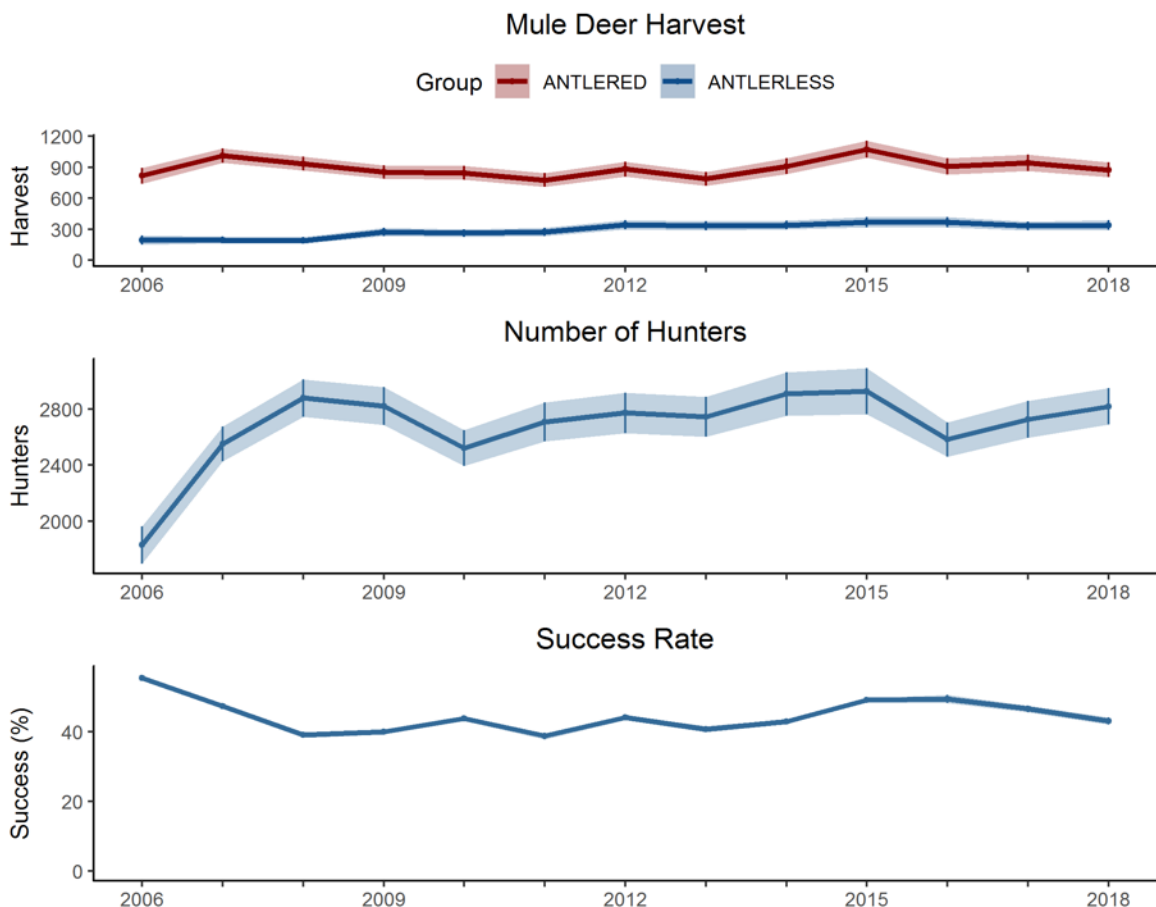 Mule Deer Harvest
Group ANTLERED ANTLERLESS
1200
900
600
300
0
Harvest
2006 2009 2012 2015 2018
Number of Hunters
2800
2400
2000
Hunters
2006 2009 2012 2015 2018
Success Rate
40
20
0
Success (%)
2006 2009 2012 2015 2018